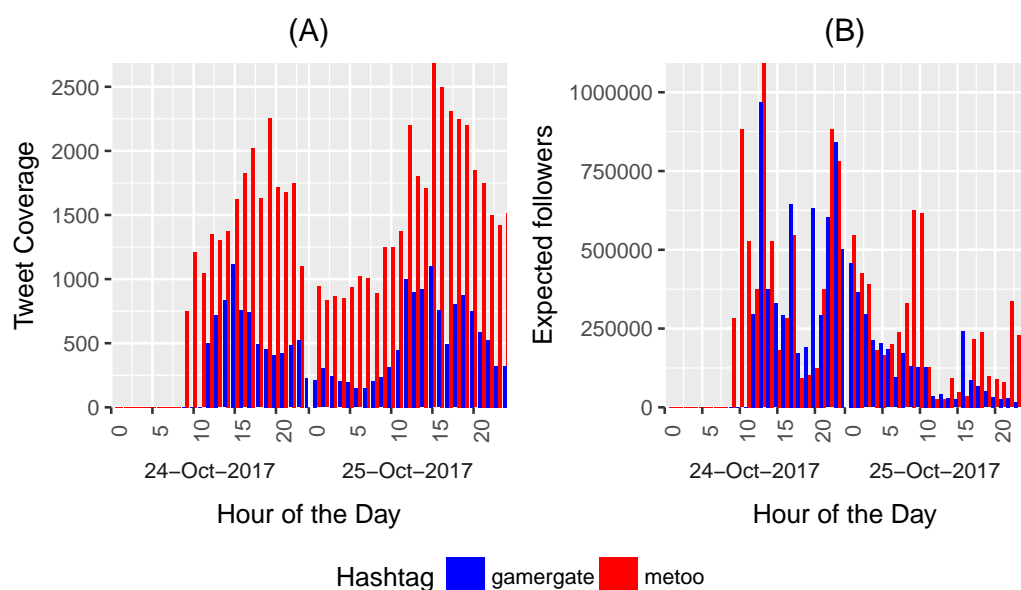 (A)
Tweet Coverage
2500
2000
1500
1000
500
0
0 5 10 15 20 0 5 10 15 20
24−Oct−2017 25−Oct−2017
Hour of the Day
(B)
Expected followers
1000000
750000
500000
250000
0
0 5 10 15 20 0 5 10 15 20
24−Oct−2017 25−Oct−2017
Hour of the Day
Hashtag gamergate metoo